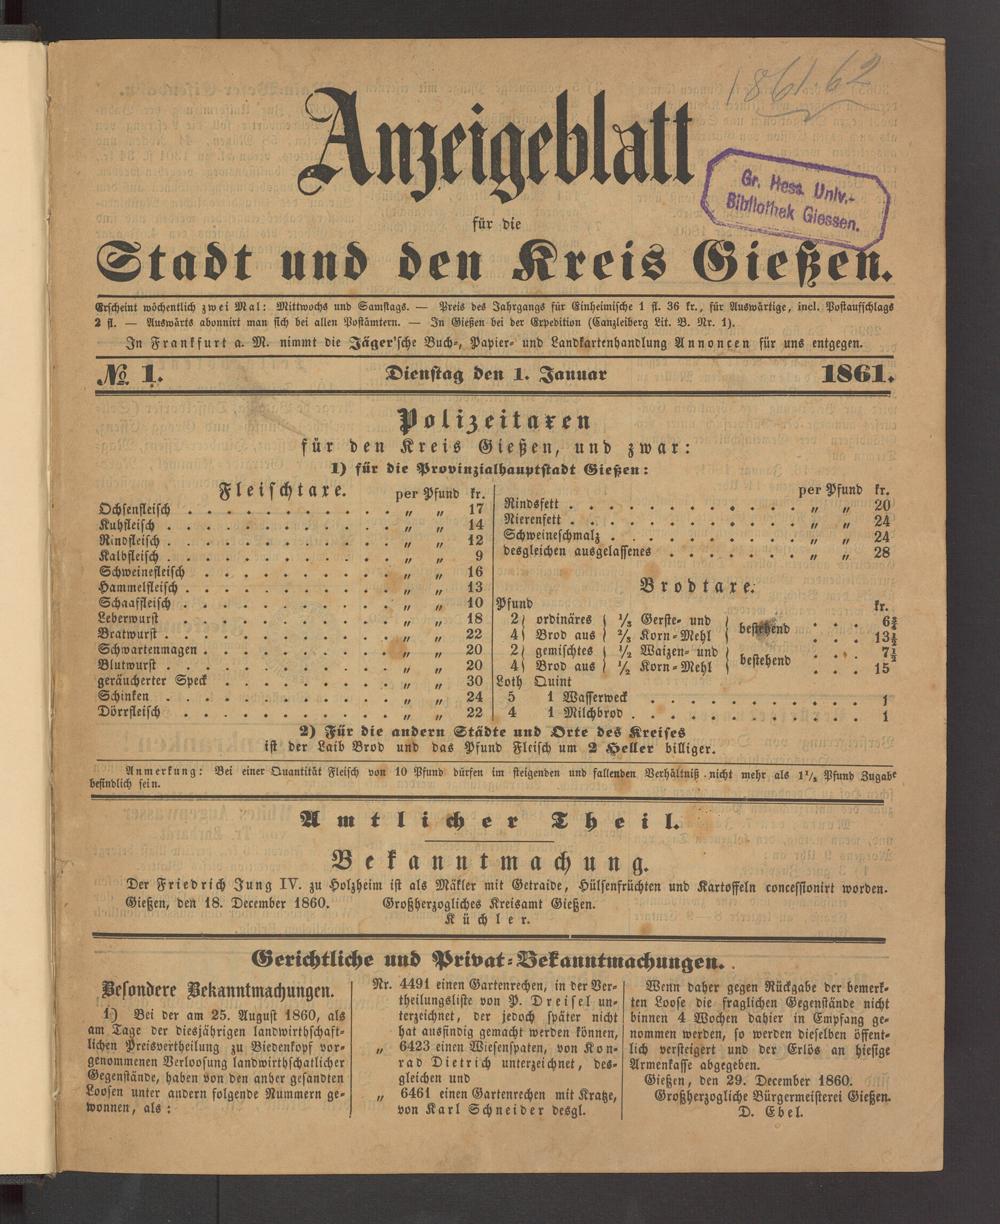 1861.62
Anzeigeblatt
Gr. Hess. Univ.-
Bibliothek Giessen.
für die
Stadt und den Kreis Gießen.
Erscheint wöchentlich zwei Mal: Mittwochs und Samstags. — Preis des Jahrgangs für Einheimische 1 fl. 36 kr., für Auswärtige, incl. Postaufschlags
2 fl. — Auswärts abonnirt man sich bei allen Postämtern. — In Gießen bei der Expedition (Canzleiberg Lit. B. Nr. 1).
In Frankfurt a. M. nimmt die Jäger'sche Buch-, Papier- und Landkartenhandlung Annoncen für uns entgegen.
№ 1. Dienstag den 1. Januar 1861.
Polizeitaxen
für den Kreis Gießen, und zwar:
1) für die Provinzialhauptstadt Gießen:
Fleischtaxe. per Pfund kr.
Ochsenfleisch . . . . . . . . . . . . „ „ 17
Kuhfleisch . . . . . . . . . . . . „ „ 14
Rindfleisch . . . . . . . . . . . . „ „ 12
Kalbfleisch . . . . . . . . . . . . „ „ 9
Schweinefleisch . . . . . . . . . . . „ „ 16
Hammelfleisch . . . . . . . . . . . „ „ 13
Schaaffleisch . . . . . . . . . . . „ „ 10
Leberwurst . . . . . . . . . . . . „ „ 18
Bratwurst . . . . . . . . . . . . „ „ 22
Schwartenmagen . . . . . . . . . . „ „ 20
Blutwurst . . . . . . . . . . . . „ „ 20
geräucherter Speck . . . . . . . . . „ „ 30
Schinken . . . . . . . . . . . . „ „ 24
Dörrfleisch . . . . . . . . . . . . „ „ 22
per Pfund kr.
Rindsfett . . . . . . . . . . . „ „ 20
Nierenfett . . . . . . . . . . . „ „ 24
Schweineschmalz . . . . . . . . . „ „ 24
desgleichen ausgelassenes . . . . . . . „ „ 28
Brodtaxe.
Pfund kr.
2} ordinäres { 1/3 Gerste- und } bestehend . . . 6¾
4} Brod aus { 2/3 Korn-Mehl } . . . 13½
2} gemischtes { 1/2 Waizen- und } bestehend . . . 7½
4} Brod aus { 1/2 Korn-Mehl } . . . 15
Loth Quint
5 1 Wasserweck . . . . . . . . . . . 1
4 1 Milchbrod . . . . . . . . . . . . 1
2) Für die andern Städte und Orte des Kreises
ist der Laib Brod und das Pfund Fleisch um 2 Heller billiger.
Anmerkung: Bei einer Quantität Fleisch von 10 Pfund dürfen im steigenden und fallenden Verhältniß nicht mehr als 1 1/2 Pfund Zugabe
befindlich sein.
Amtlicher Theil.
Bekanntmachung.
Der Friedrich Jung IV. zu Holzheim ist als Mäkler mit Getraide, Hülsenfrüchten und Kartoffeln concessionirt worden.
Gießen, den 18. December 1860. Großherzogliches Kreisamt Gießen.
Küchler.
Gerichtliche und Privat-Bekanntmachungen.
Besondere Bekanntmachungen.
1) Bei der am 25. August 1860, als
am Tage der diesjährigen landwirthschaft-
lichen Preisvertheilung zu Biedenkopf vor-
genommenen Verloosung landwirthschatlicher
Gegenstände, haben von den anher gesandten
Loosen unter andern folgende Nummern ge-
wonnen, als:
Nr. 4491 einen Gartenrechen, in der Ver-
theilungsliste von P. Dreisel un-
terzeichnet, der jedoch später nicht
hat ausfindig gemacht werden können,
„ 6423 einen Wiesenspaten, von Kon-
rad Dietrich unterzeichnet, des-
gleichen und
„ 6461 einen Gartenrechen mit Kratze,
von Karl Schneider desgl.
Wenn daher gegen Rückgabe der bemerk-
ten Loose die fraglichen Gegenstände nicht
binnen 4 Wochen dahier in Empfang ge-
nommen werden, so werden dieselben öffent-
lich versteigert und der Erlös an hiesige
Armenkasse abgegeben.
Gießen, den 29. December 1860.
Großherzogliche Bürgermeisterei Gießen.
D. Ebel.